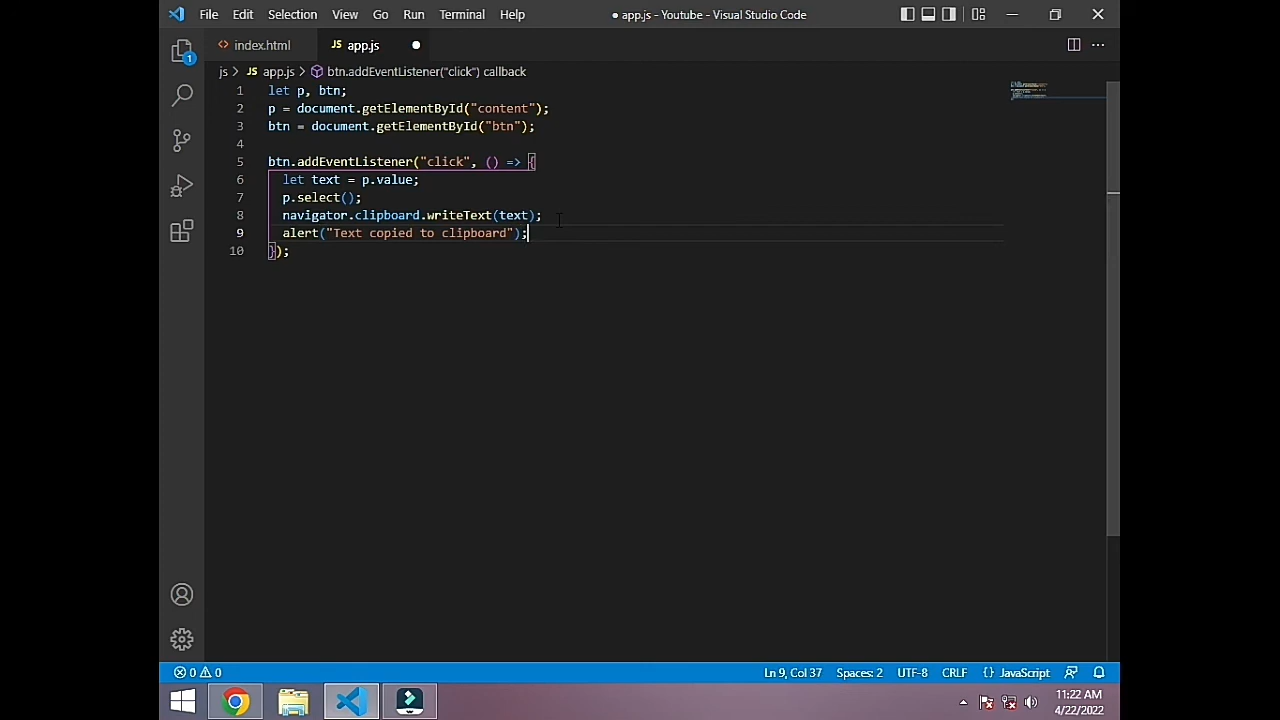 File Edit Selection View Go Run Terminal Help ● app.js - Youtube - Visual Studio Code
<> index.html JS app.js ●
js > JS app.js > btn.addEventListener("click") callback
1 let p, btn;
2 p = document.getElementById("content");
3 btn = document.getElementById("btn");
4
5 btn.addEventListener("click", () => {
6 let text = p.value;
7 p.select();
8 navigator.clipboard.writeText(text);
9 alert("Text copied to clipboard");
10 });
1
0 0 Ln 9, Col 37 Spaces: 2 UTF-8 CRLF {} JavaScript
11:22 AM
4/22/2022